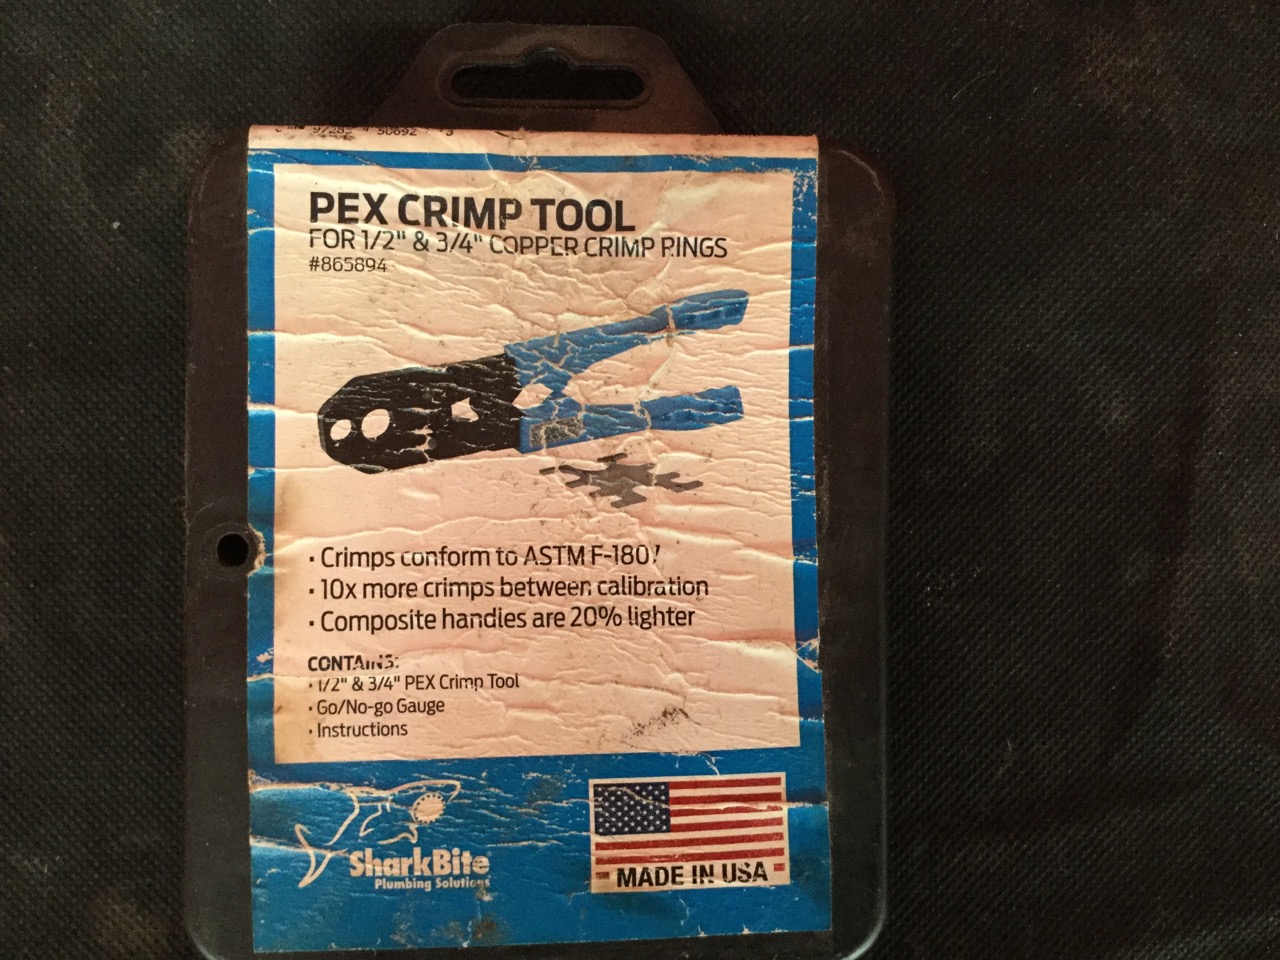 50692
PEX CRIMP TOOL
FOR 1/2" & 3/4" COPPER CRIMP RINGS
#865894
· Crimps conform to ASTM F-1807
· 10x more crimps between calibration
· Composite handles are 20% lighter
CONTAINS:
· 1/2" & 3/4" PEX Crimp Tool
· Go/No-go Gauge
· Instructions
SharkBite
Plumbing Solutions
MADE IN USA